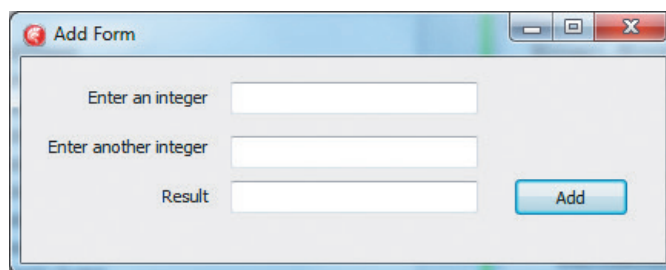 Add Form
Enter an integer
Enter another integer
Result
Add